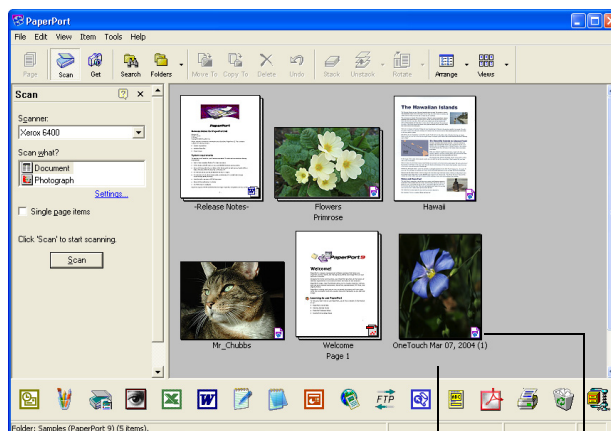 PaperPort
File Edit View Item Tools Help
Page Scan Get Search Folders Move To Copy To Delete Undo Stack Unstack Rotate Arrange Views
Scan
Scanner:
Xerox 6400
Scan what?
Document
Photograph
Settings...
Single page items
Click 'Scan' to start scanning.
Scan
PaperPort
-Release Notes-
Flowers
Primrose
The Hawaiian Islands
Hawaii
Mr_Chubbs
PaperPort 9
Welcome!
Welcome
Page 1
OneTouch Mar 07, 2004 (1)
FTP
ABC
Folder: Samples (PaperPort 9) (5 items).